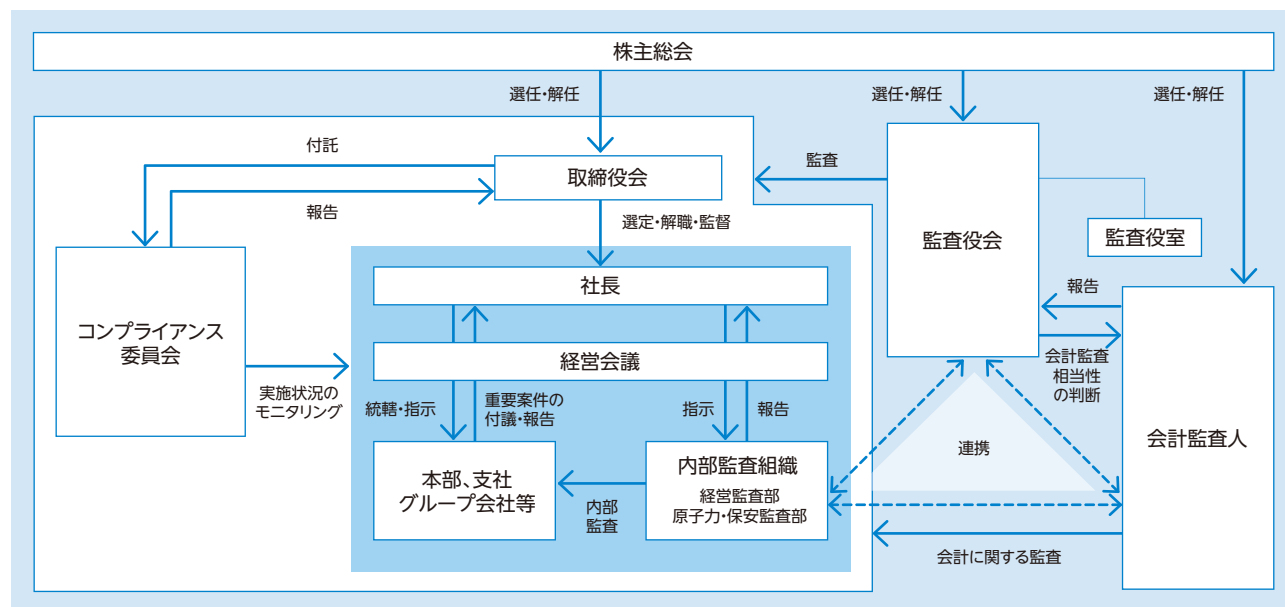 株主総会
選任・解任
選任・解任
選任・解任
付託
取締役会
監査
報告
選定・解職・監督
監査役会
監査役室
社長
報告
コンプライアンス
委員会
経営会議
会計監査
相当性
の判断
実施状況の
モニタリング
統轄・指示
重要案件の
付議・報告
指示
報告
連携
会計監査人
本部、支社
グループ会社等
内部
監査
内部監査組織
経営監査部
原子力・保安監査部
会計に関する監査